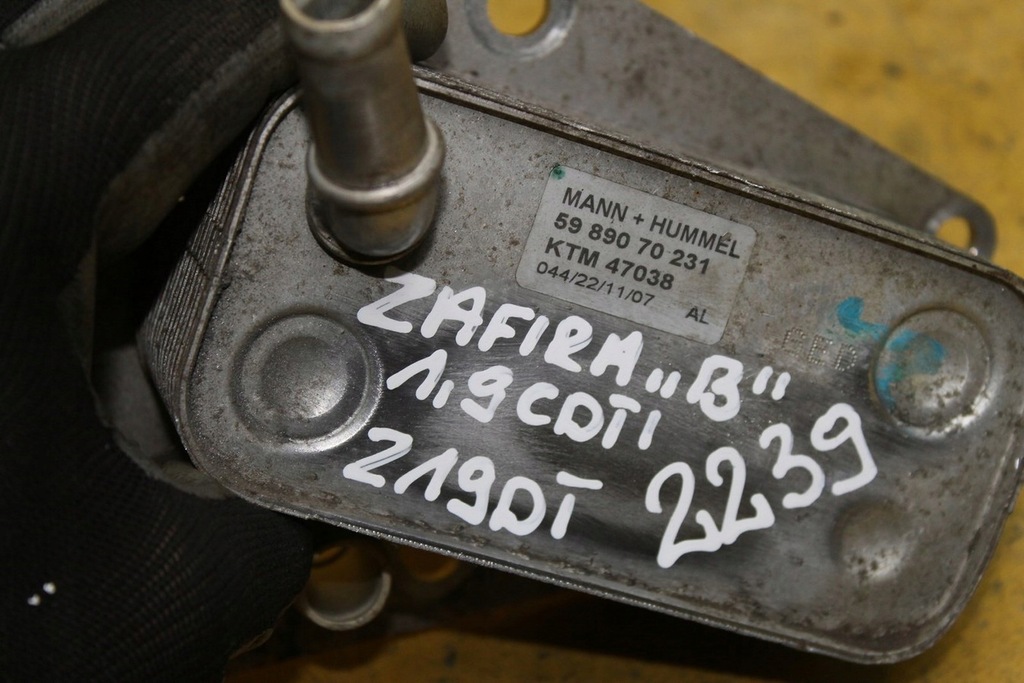 MANN + HUMMEL
59 890 70 231
KTM 47038
044/22/11/07
AL
ZAFIRA „B"
1,9 CDTI
Z19DT 2239